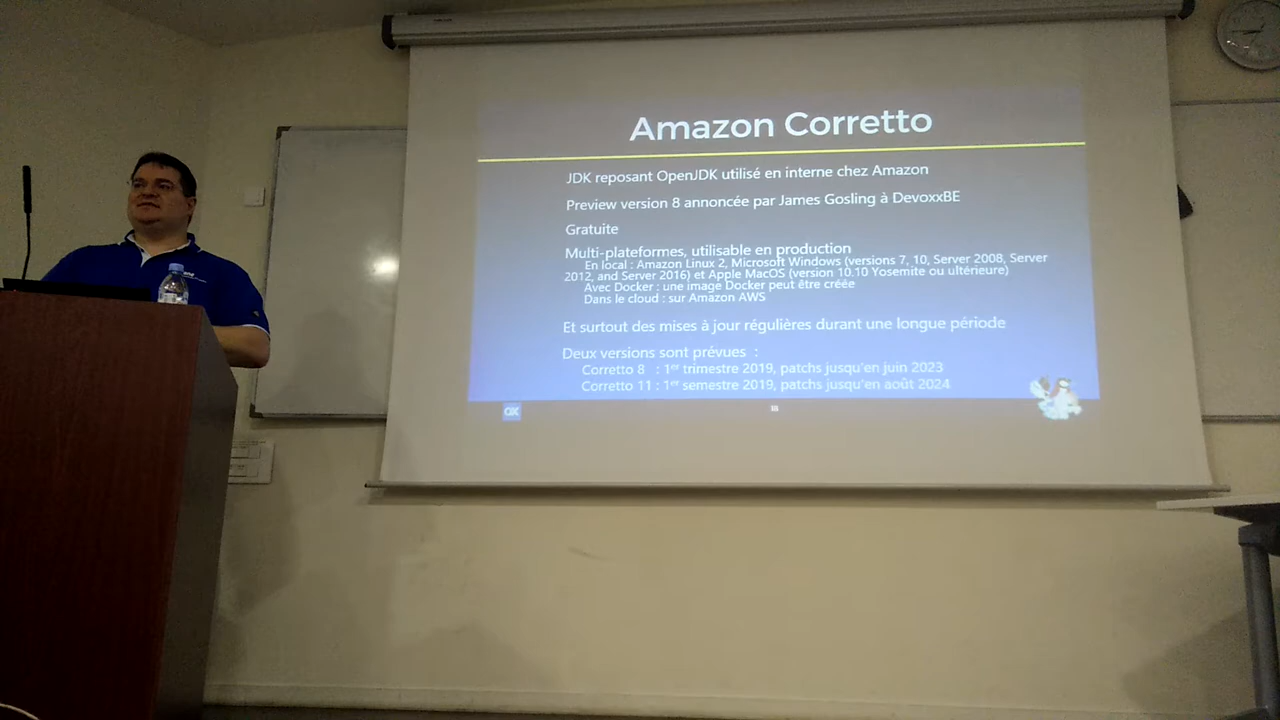 Amazon Corretto
JDK reposant OpenJDK utilisé en interne chez Amazon
Preview version 8 annoncée par James Gosling à DevoxxBE
Gratuite
Multi-plateformes, utilisable en production
En local : Amazon Linux 2, Microsoft Windows (versions 7, 10, Server 2008, Server
2012, and Server 2016) et Apple MacOS (version 10.10 Yosemite ou ultérieure)
Avec Docker : une image Docker peut être créée
Dans le cloud : sur Amazon AWS
Et surtout des mises à jour régulières durant une longue période
Deux versions sont prévues :
Corretto 8 : 1er trimestre 2019, patchs jusqu'en juin 2023
Corretto 11 : 1er semestre 2019, patchs jusqu'en août 2024